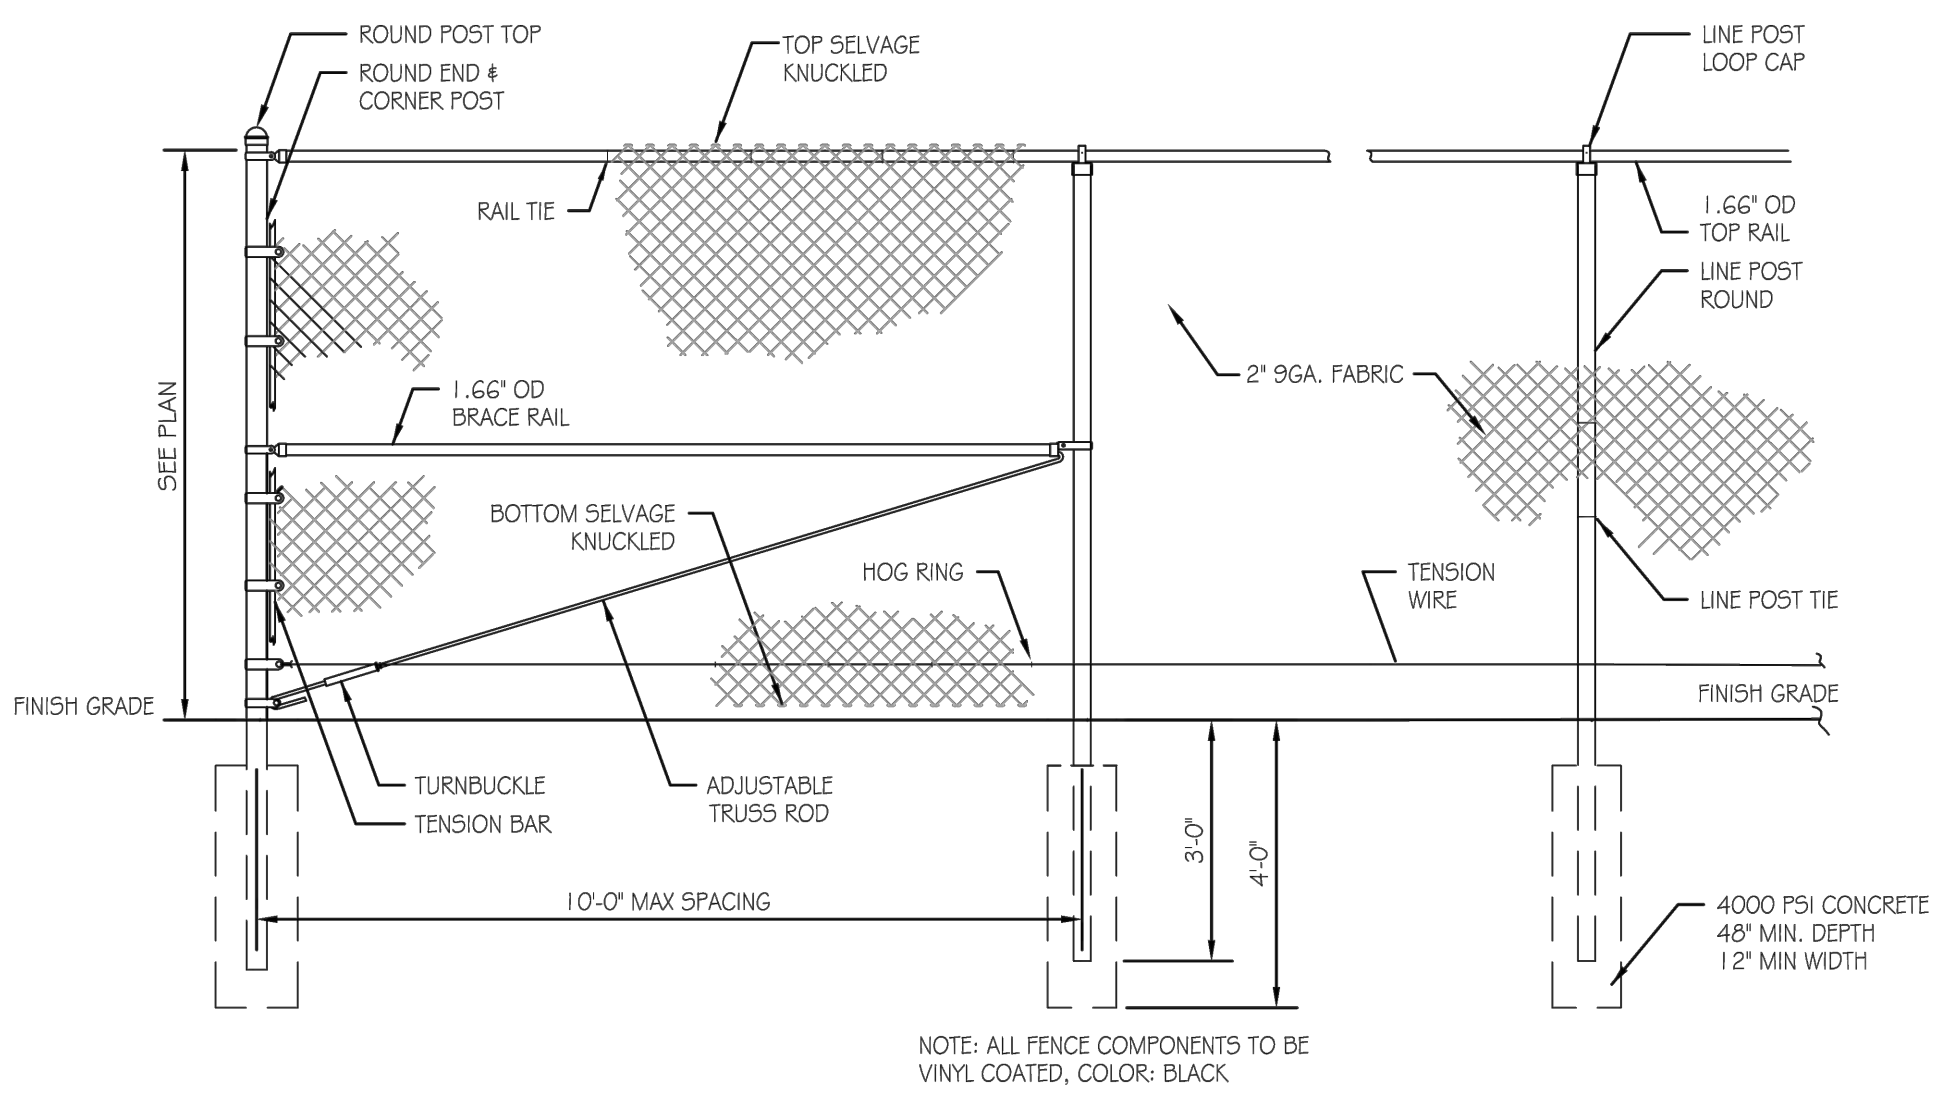 ROUND POST TOP
ROUND END &
CORNER POST
TOP SELVAGE
KNUCKLED
LINE POST
LOOP CAP
RAIL TIE
1.66" OD
TOP RAIL
LINE POST
ROUND
2" 9GA. FABRIC
1.66" OD
BRACE RAIL
SEE PLAN
BOTTOM SELVAGE
KNUCKLED
HOG RING
TENSION
WIRE
LINE POST TIE
FINISH GRADE
FINISH GRADE
TURNBUCKLE
TENSION BAR
ADJUSTABLE
TRUSS ROD
3'-0"
4'-0"
10'-0" MAX SPACING
4000 PSI CONCRETE
48" MIN. DEPTH
12" MIN WIDTH
NOTE: ALL FENCE COMPONENTS TO BE
VINYL COATED, COLOR: BLACK